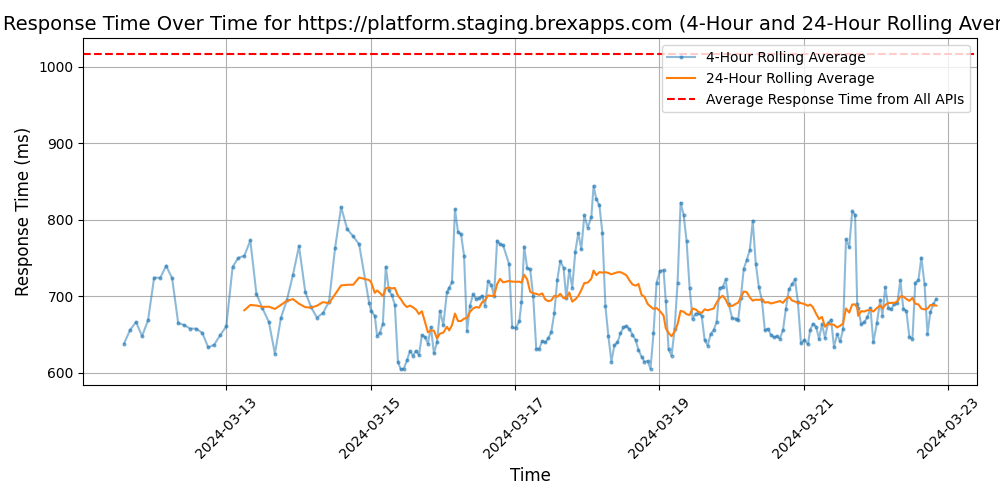 Response Time Over Time for https://platform.staging.brexapps.com (4-Hour and 24-Hour Rolling Aver
4-Hour Rolling Average
24-Hour Rolling Average
Average Response Time from All APIs
Response Time (ms)
1000
900
800
700
600
2024-03-13
2024-03-15
2024-03-17
2024-03-19
2024-03-21
2024-03-23
Time